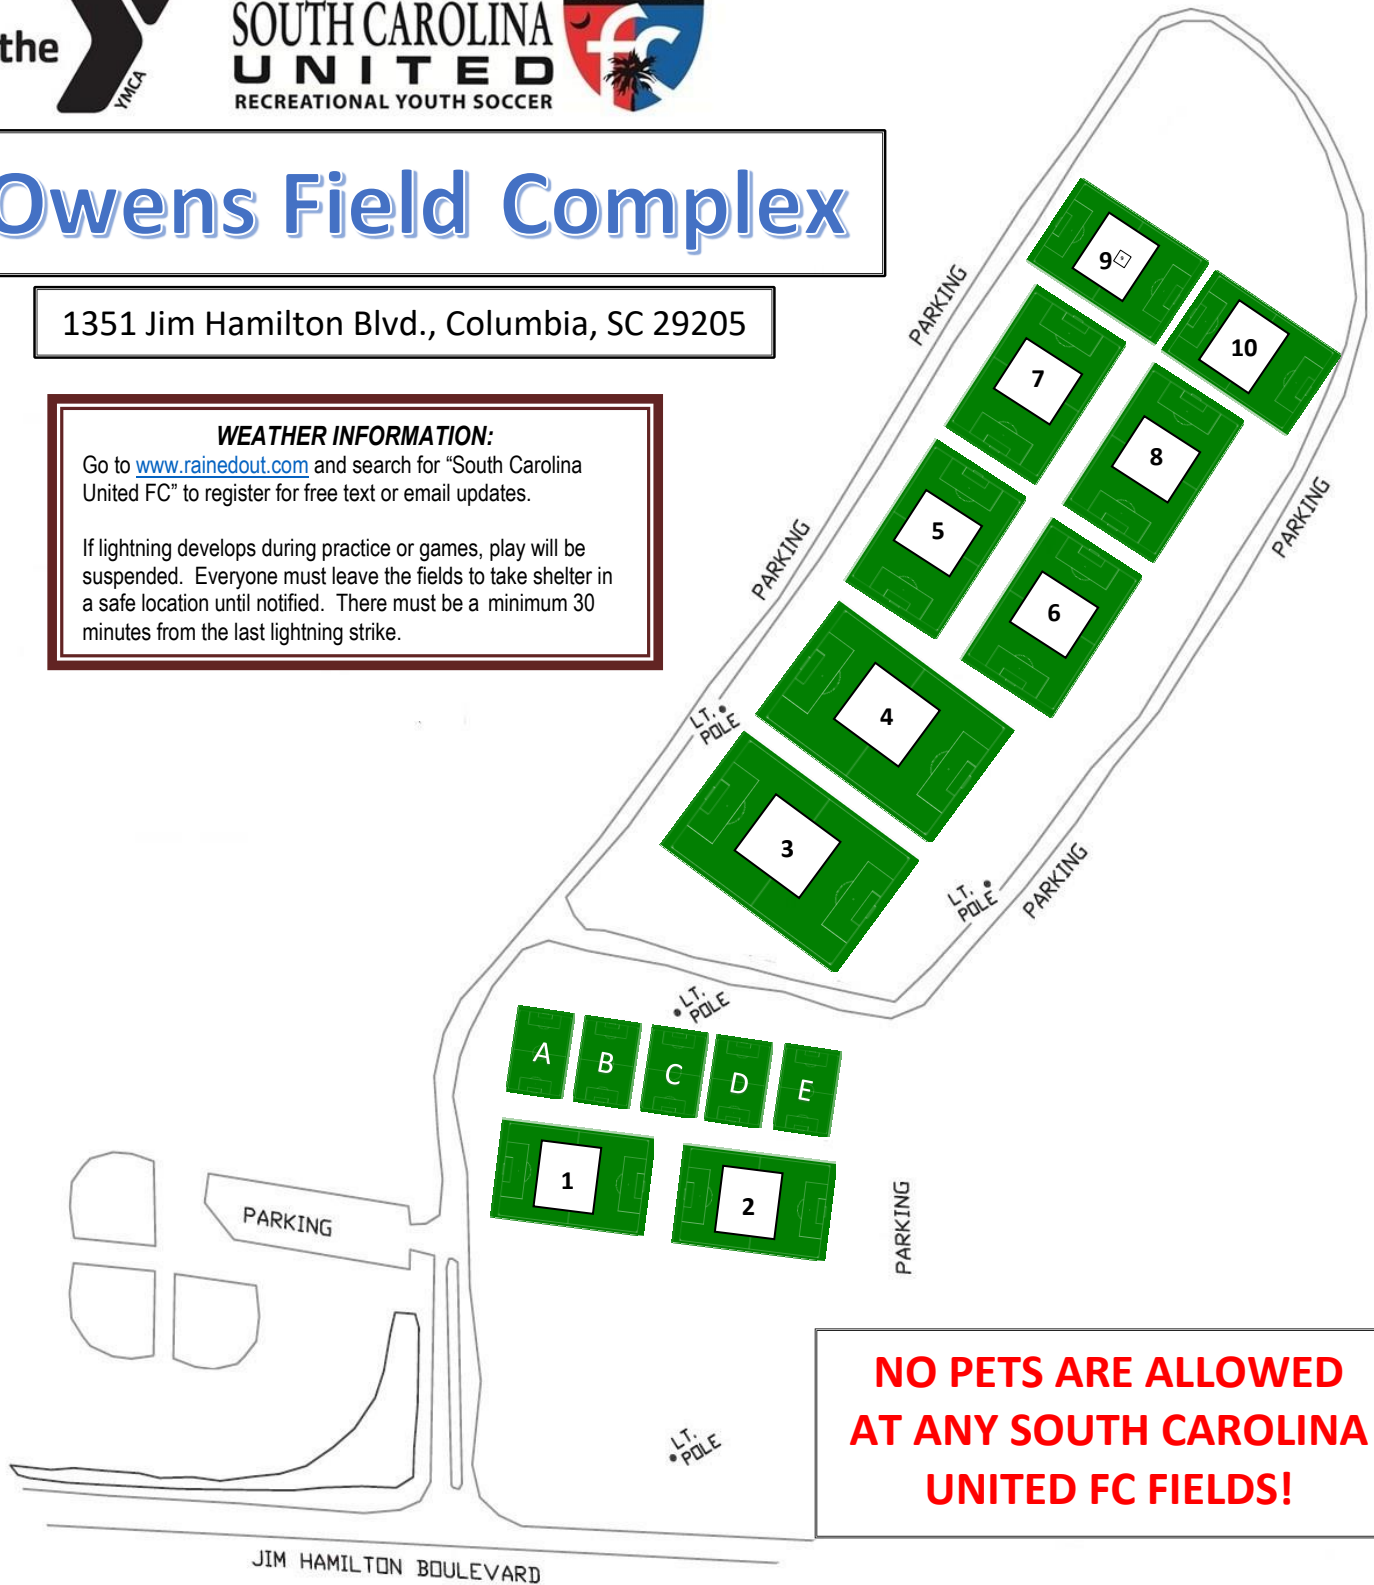 the
YMCA
SOUTH CAROLINA
UNITED
RECREATIONAL YOUTH SOCCER
fc
Owens Field Complex
1351 Jim Hamilton Blvd., Columbia, SC 29205
WEATHER INFORMATION:
Go to www.rainedout.com and search for “South Carolina
United FC” to register for free text or email updates.
If lightning develops during practice or games, play will be
suspended. Everyone must leave the fields to take shelter in
a safe location until notified. There must be a minimum 30
minutes from the last lightning strike.
9
10
PARKING
7
8
PARKING
5
PARKING
6
4
LT.
POLE
3
PARKING
LT.
POLE
LT.
POLE
A B C D E
1
2
PARKING
PARKING
NO PETS ARE ALLOWED
AT ANY SOUTH CAROLINA
UNITED FC FIELDS!
LT.
POLE
JIM HAMILTON BOULEVARD